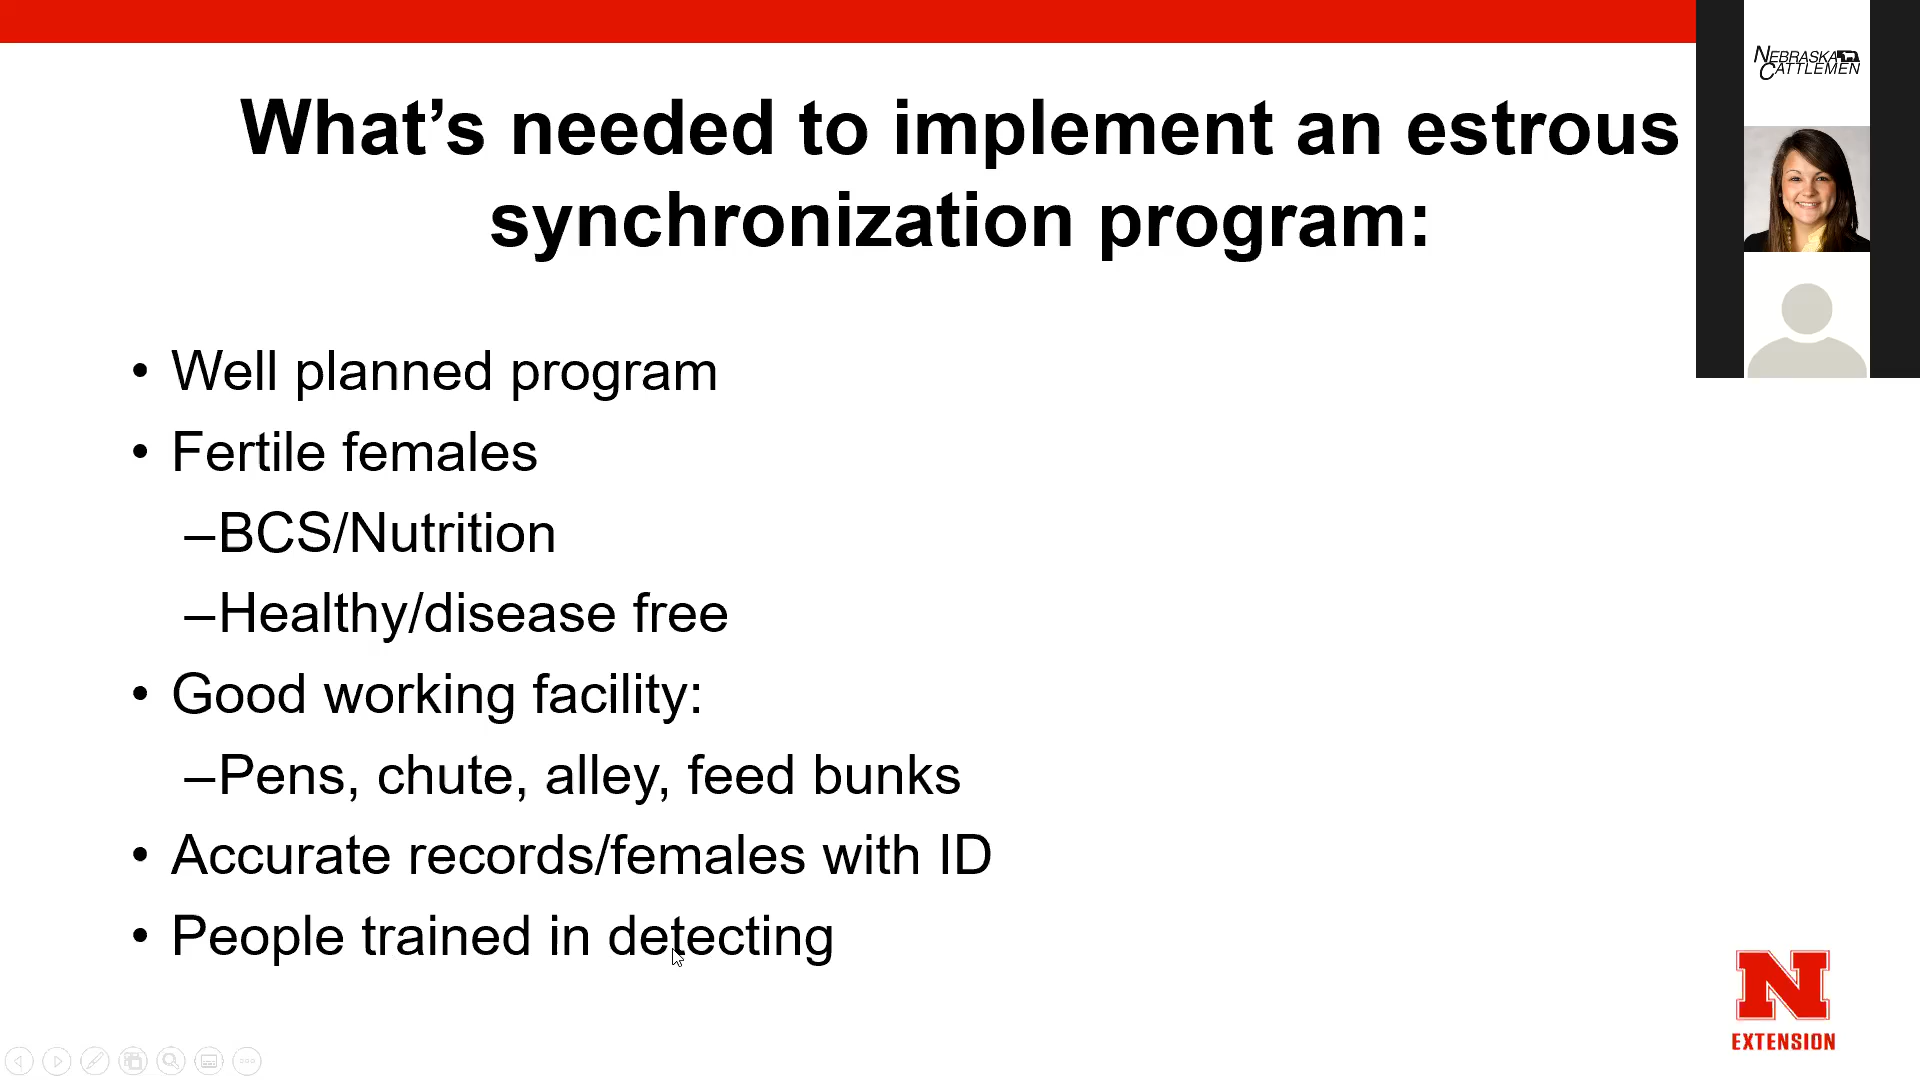 What’s needed to implement an estrous
synchronization program:
• Well planned program
• Fertile females
–BCS/Nutrition
–Healthy/disease free
• Good working facility:
–Pens, chute, alley, feed bunks
• Accurate records/females with ID
• People trained in detecting
NEBRASKA
CATTLEMEN
N
EXTENSION